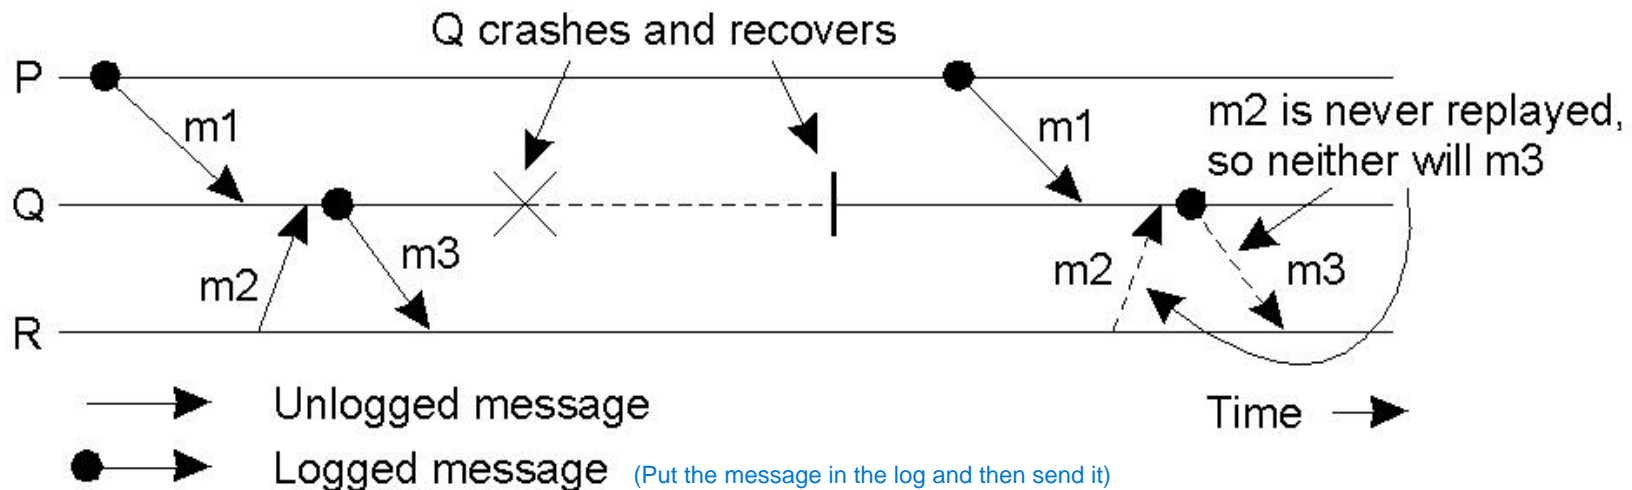 Q crashes and recovers
P
m1
m1
m2 is never replayed,
so neither will m3
Q
m2
m3
m2
m3
R
Unlogged message
Time
Logged message (Put the message in the log and then send it)